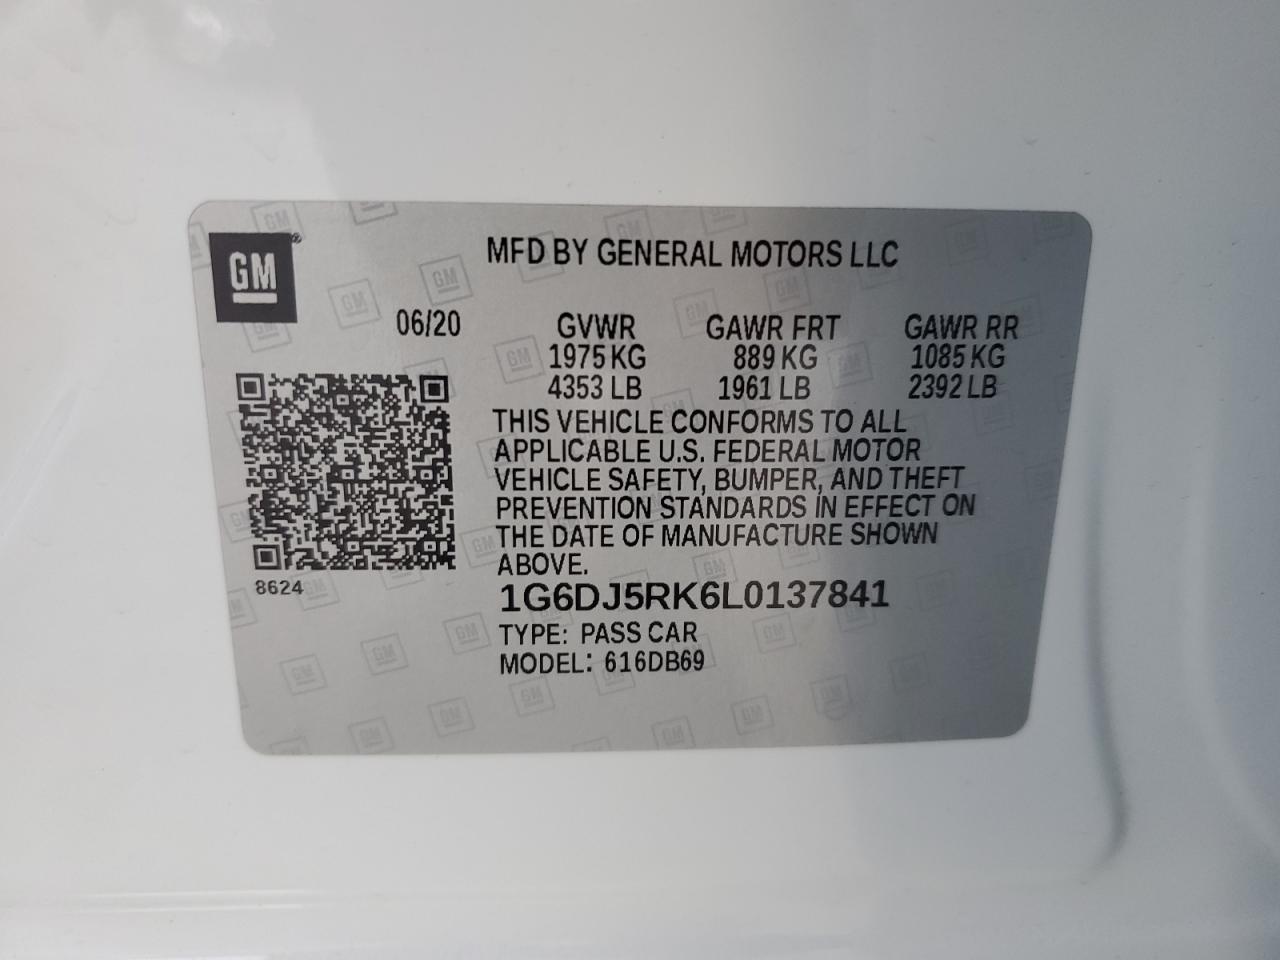 GM
MFD BY GENERAL MOTORS LLC
06/20 GVWR GAWR FRT GAWR RR
1975 KG 889 KG 1085 KG
4353 LB 1961 LB 2392 LB
THIS VEHICLE CONFORMS TO ALL
APPLICABLE U.S. FEDERAL MOTOR
VEHICLE SAFETY, BUMPER, AND THEFT
PREVENTION STANDARDS IN EFFECT ON
THE DATE OF MANUFACTURE SHOWN
ABOVE.
8624
1G6DJ5RK6L0137841
TYPE: PASS CAR
MODEL: 616DB69